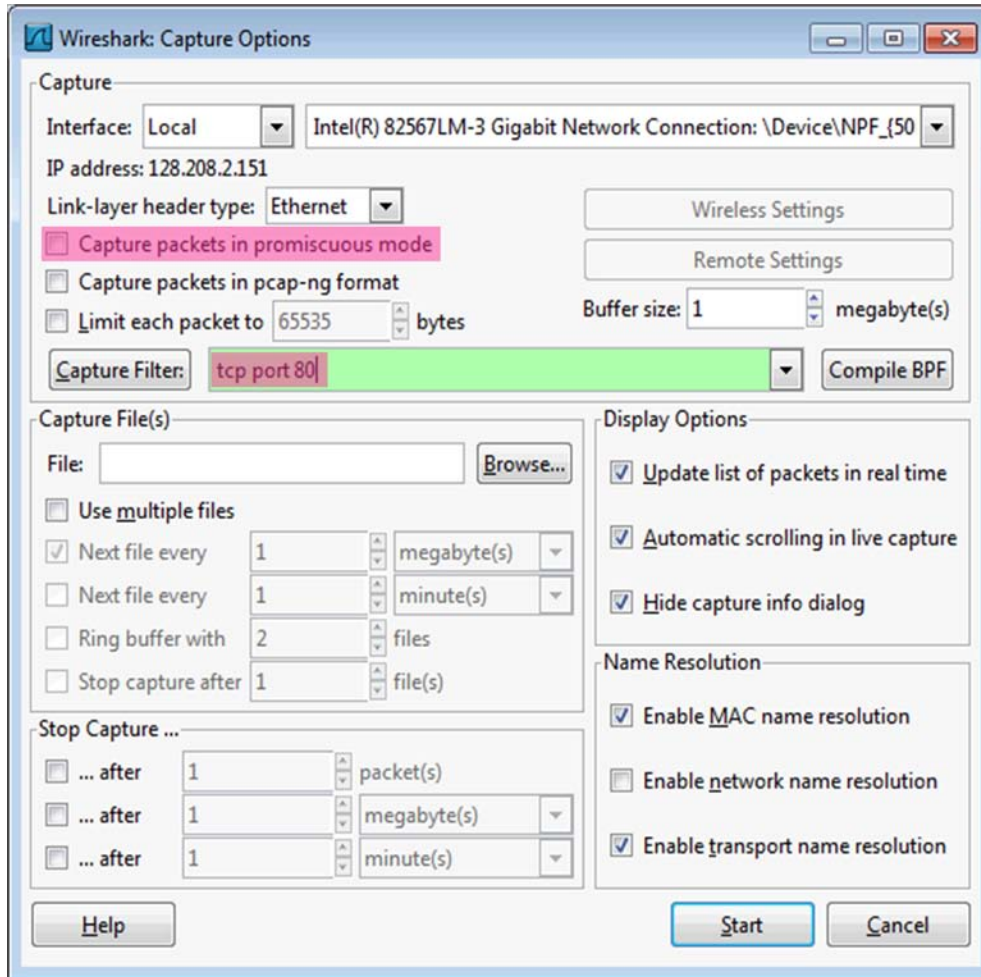 Wireshark: Capture Options
Capture
Interface: Local Intel(R) 82567LM-3 Gigabit Network Connection: \Device\NPF_{50
IP address: 128.208.2.151
Link-layer header type: Ethernet
Wireless Settings
Capture packets in promiscuous mode
Remote Settings
Capture packets in pcap-ng format
Buffer size: 1 megabyte(s)
Limit each packet to 65535 bytes
Capture Filter: tcp port 80 Compile BPF
Capture File(s)
File: Browse...
Use multiple files
Next file every 1 megabyte(s)
Next file every 1 minute(s)
Ring buffer with 2 files
Stop capture after 1 file(s)
Stop Capture ...
... after 1 packet(s)
... after 1 megabyte(s)
... after 1 minute(s)
Display Options
Update list of packets in real time
Automatic scrolling in live capture
Hide capture info dialog
Name Resolution
Enable MAC name resolution
Enable network name resolution
Enable transport name resolution
Help Start Cancel